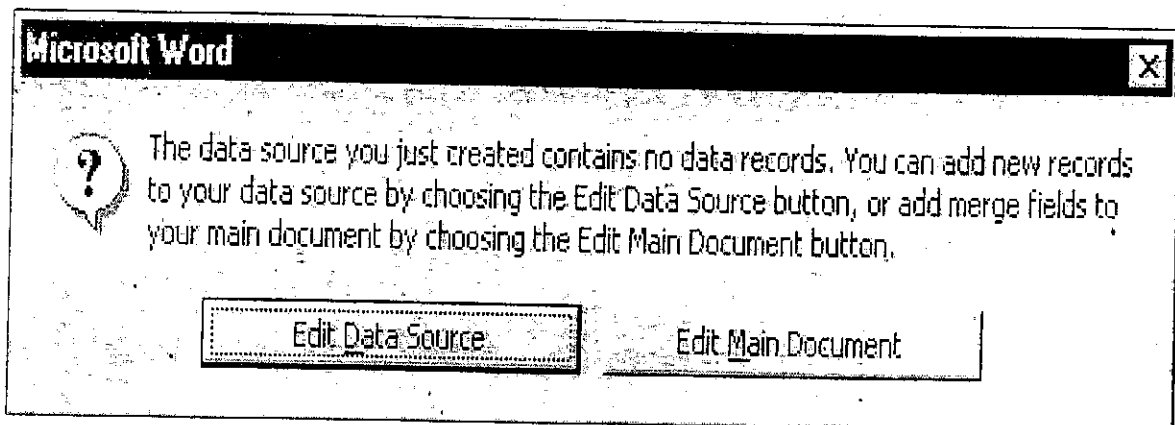 Microsoft Word
The data source you just created contains no data records. You can add new records
to your data source by choosing the Edit Data Source button, or add merge fields to
your main document by choosing the Edit Main Document button.
Edit Data Source
Edit Main Document